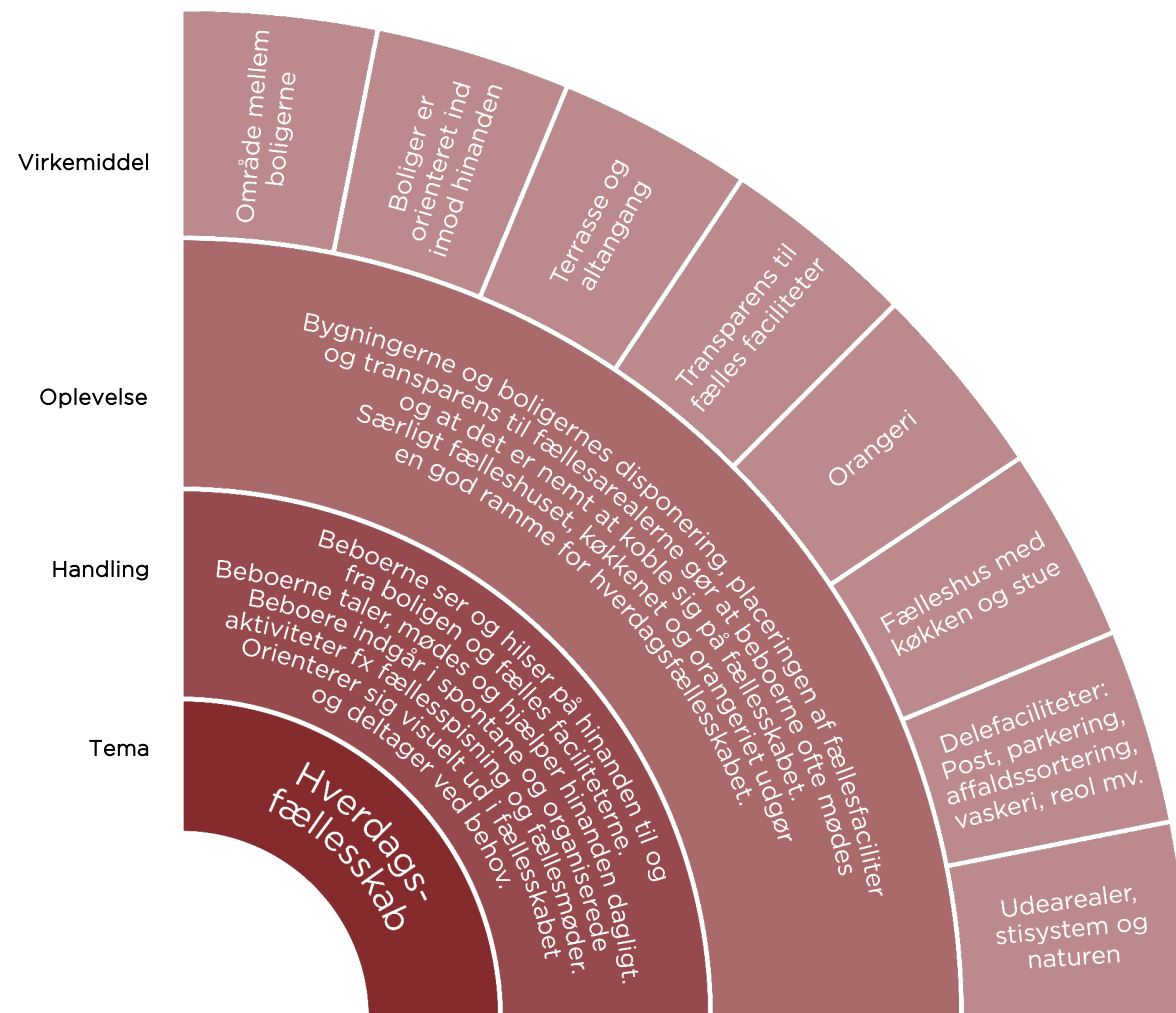 Virkemiddel
Område mellem
boligerne
Boliger er
orienteret ind
imod hinanden
Terrasse og
altangang
Transparens til
fælles faciliteter
Orangeri
Fælleshus med
køkken og stue
Delefaciliteter:
Post, parkering,
affaldssortering,
vaskeri, reol mv.
Udearealer,
stisystem og
naturen
Oplevelse
Bygningerne og boligernes disponering, placeringen af fællesfaciliter
og transparens til fællesarealerne gør at beboerne ofte mødes
og at det er nemt at koble sig på fællesskabet.
Særligt fælleshuset, køkkenet og orangeriet udgør
en god ramme for hverdagsfællesskabet.
Handling
Beboerne ser og hilser på hinanden til og
fra boligen og fælles faciliteterne.
Beboerne taler, mødes og hjælper hinanden dagligt.
Beboere indgår i spontane og organiserede
aktiviteter fx fællesspisning og fællesmøder.
Orienterer sig visuelt ud i fællesskabet
og deltager ved behov.
Tema
Hverdags-
fællesskab